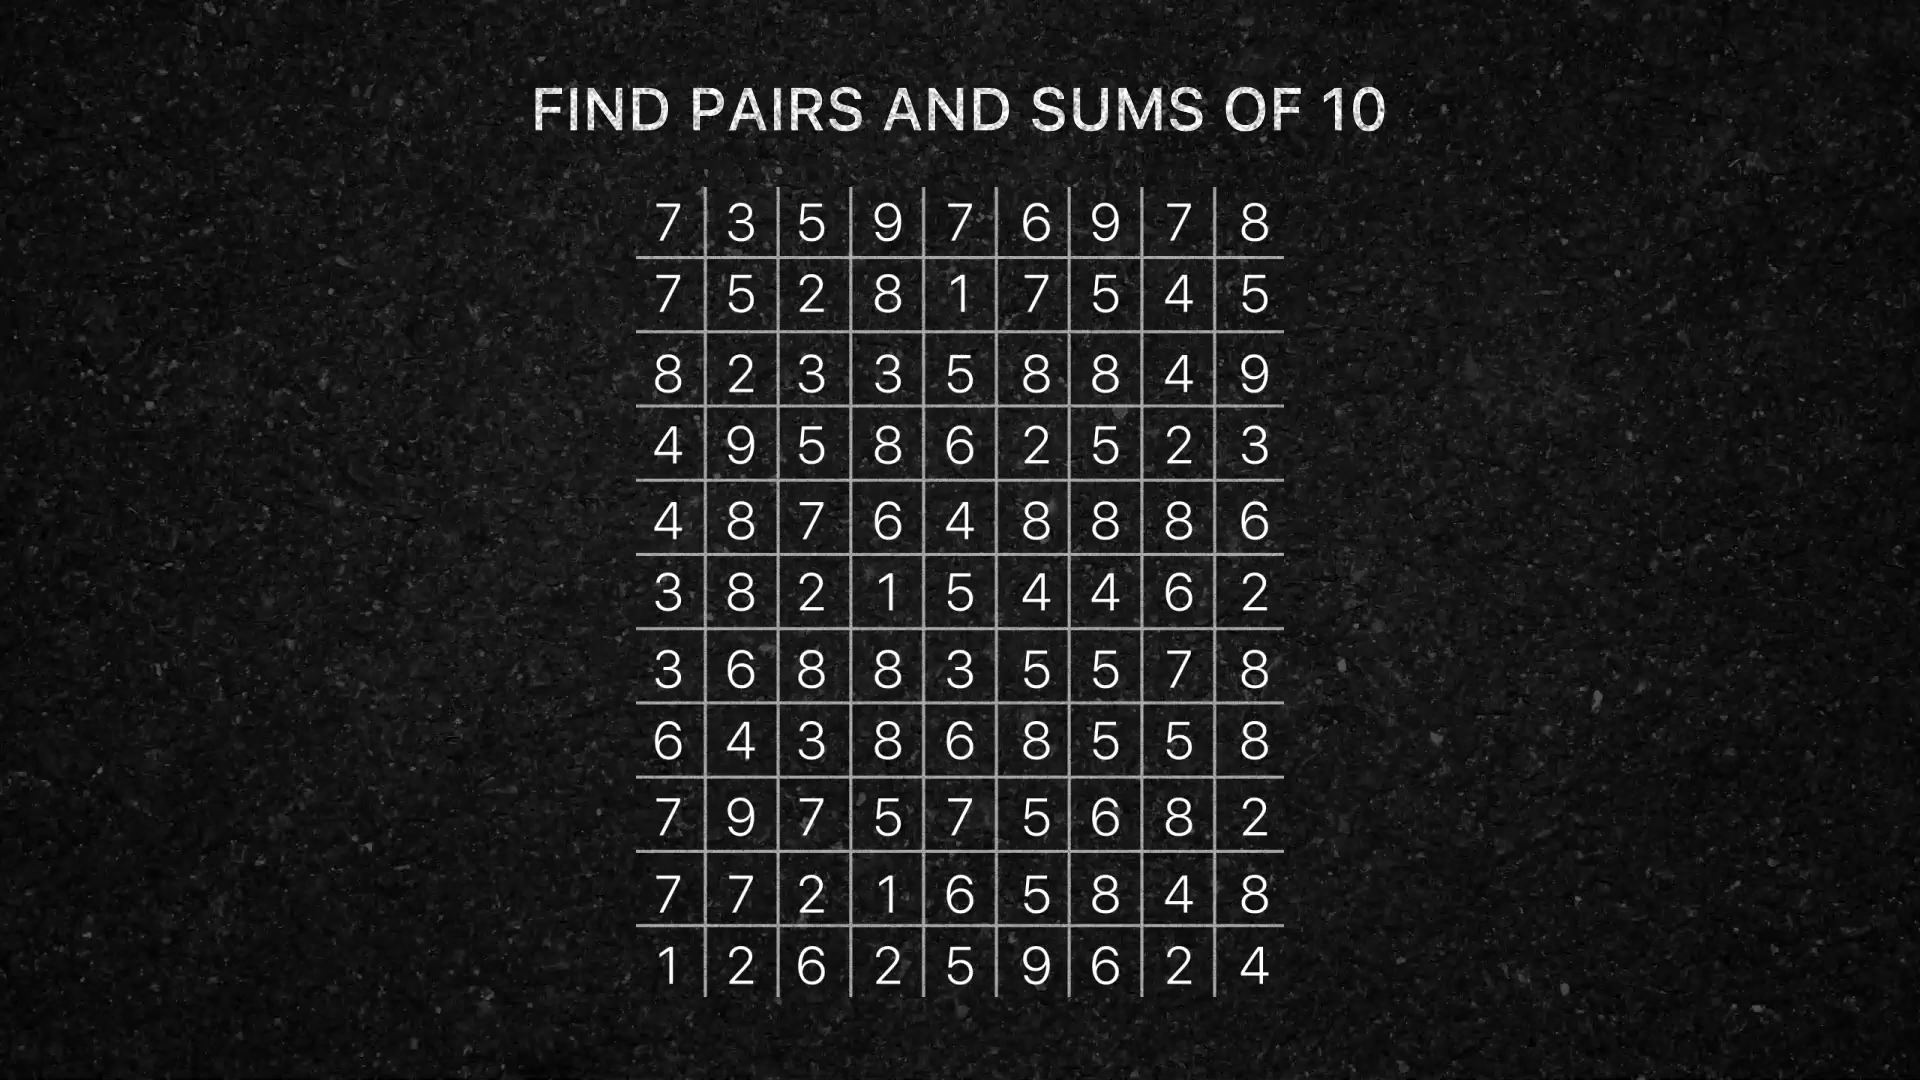 FIND PAIRS AND SUMS OF 10
7 3 5 9 7 6 9 7 8
7 5 2 8 1 7 5 4 5
8 2 3 3 5 8 8 4 9
4 9 5 8 6 2 5 2 3
4 8 7 6 4 8 8 8 6
3 8 2 1 5 4 4 6 2
3 6 8 8 3 5 5 7 8
6 4 3 8 6 8 5 5 8
7 9 7 5 7 5 6 8 2
7 7 2 1 6 5 8 4 8
1 2 6 2 5 9 6 2 4